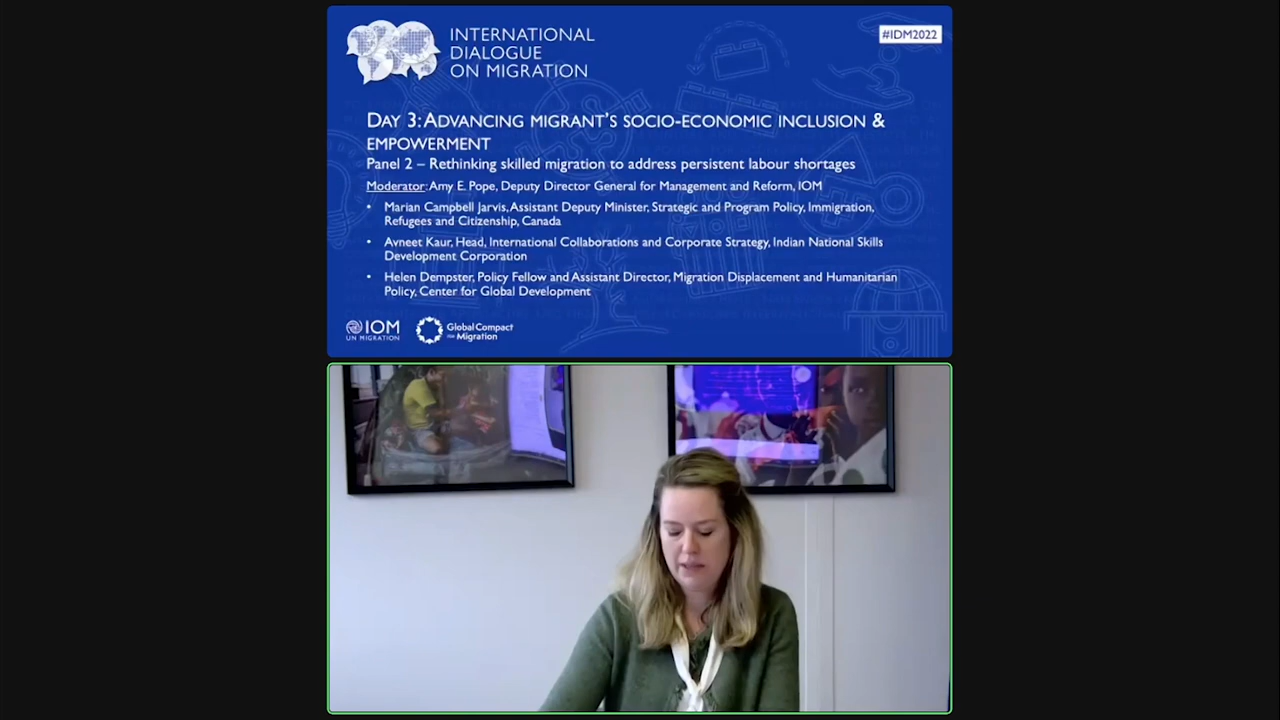 INTERNATIONAL
DIALOGUE
ON MIGRATION
#IDM2022
DAY 3: ADVANCING MIGRANT'S SOCIO-ECONOMIC INCLUSION &
EMPOWERMENT
Panel 2 – Rethinking skilled migration to address persistent labour shortages
Moderator: Amy E. Pope, Deputy Director General for Management and Reform, IOM
• Marian Campbell Jarvis, Assistant Deputy Minister, Strategic and Program Policy, Immigration,
Refugees and Citizenship, Canada
• Avneet Kaur, Head, International Collaborations and Corporate Strategy, Indian National Skills
Development Corporation
• Helen Dempster, Policy Fellow and Assistant Director, Migration Displacement and Humanitarian
Policy, Center for Global Development
IOM
UN MIGRATION
Global Compact
for Migration